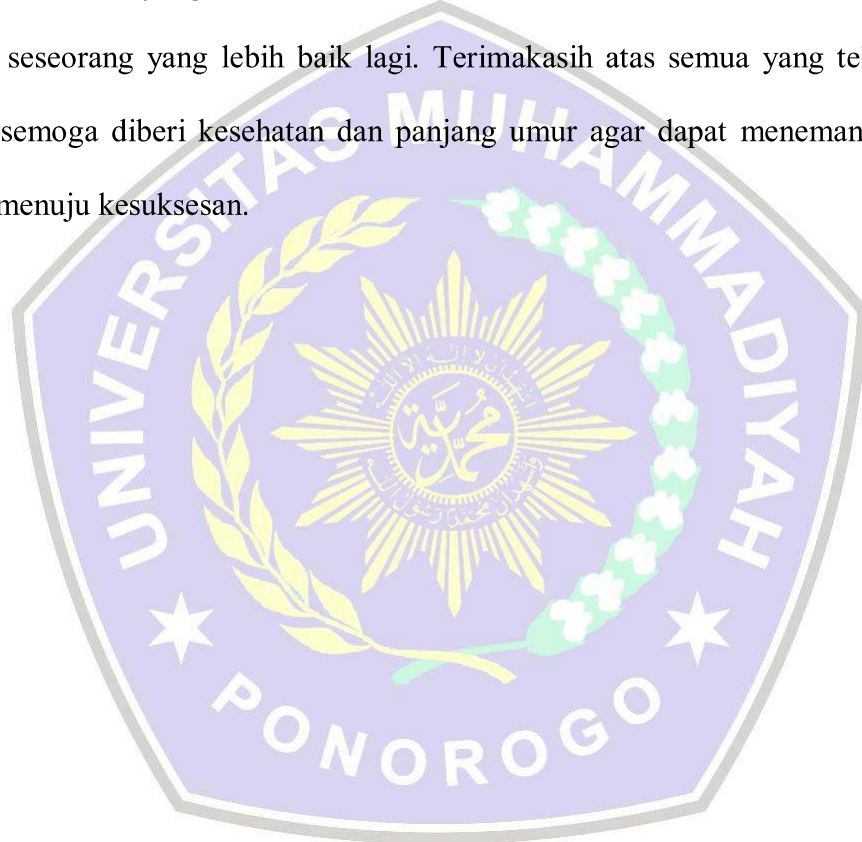 seseorang yang lebih baik lagi. Terimakasih atas semua yang
semoga diberi kesehatan dan panjang umur agar dapat
menuju kesuksesan.
UNIVERSITAS MUHAMMADIYAH
محمدية
PONOROGO